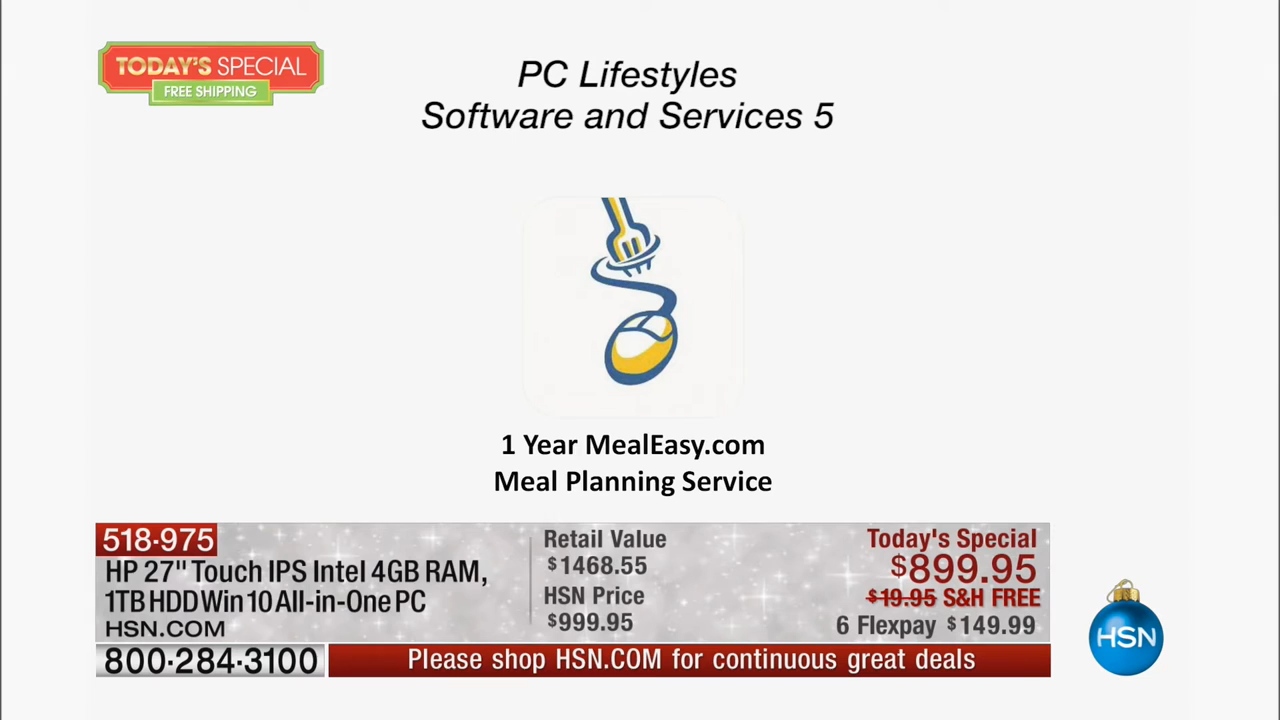 TODAY'S SPECIAL
FREE SHIPPING
PC Lifestyles
Software and Services 5
1 Year MealEasy.com
Meal Planning Service
518-975
HP 27" Touch IPS Intel 4GB RAM,
1TB HDD Win 10 All-in-One PC
HSN.COM
Retail Value
$1468.55
HSN Price
$999.95
Today's Special
$899.95
$19.95 S&H FREE
6 Flexpay $149.99
800-284-3100
Please shop HSN.COM for continuous great deals
HSN